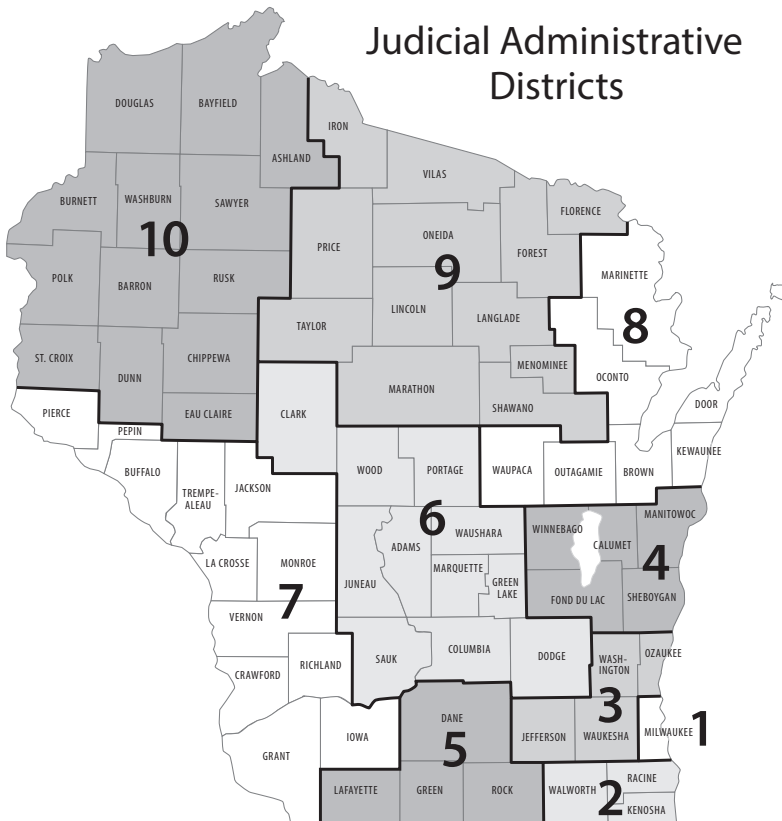 Judicial Administrative
Districts
DOUGLAS
BAYFIELD
IRON
ASHLAND
VILAS
BURNETT
WASHBURN
SAWYER
FLORENCE
10
ONEIDA
PRICE
FOREST
9
MARINETTE
POLK
BARRON
RUSK
LINCOLN
LANGLADE
TAYLOR
8
ST. CROIX
CHIPPEWA
MENOMINEE
DUNN
OCONTO
MARATHON
SHAWANO
DOOR
PIERCE
EAU CLAIRE
CLARK
PEPIN
KEWAUNEE
BUFFALO
WOOD
PORTAGE
WAUPACA
OUTAGAMIE
BROWN
TREMPE-
ALEAU
JACKSON
6
MANITOWOC
WINNEBAGO
WAUSHARA
ADAMS
CALUMET
4
LA CROSSE
MONROE
MARQUETTE
JUNEAU
GREEN
LAKE
7
FOND DU LAC
SHEBOYGAN
VERNON
RICHLAND
SAUK
COLUMBIA
DODGE
WASH-
INGTON
OZAUKEE
CRAWFORD
3
DANE
1
IOWA
JEFFERSON
WAUKESHA
MILWAUKEE
GRANT
5
LAFAYETTE
GREEN
ROCK
WALWORTH
2
RACINE
KENOSHA